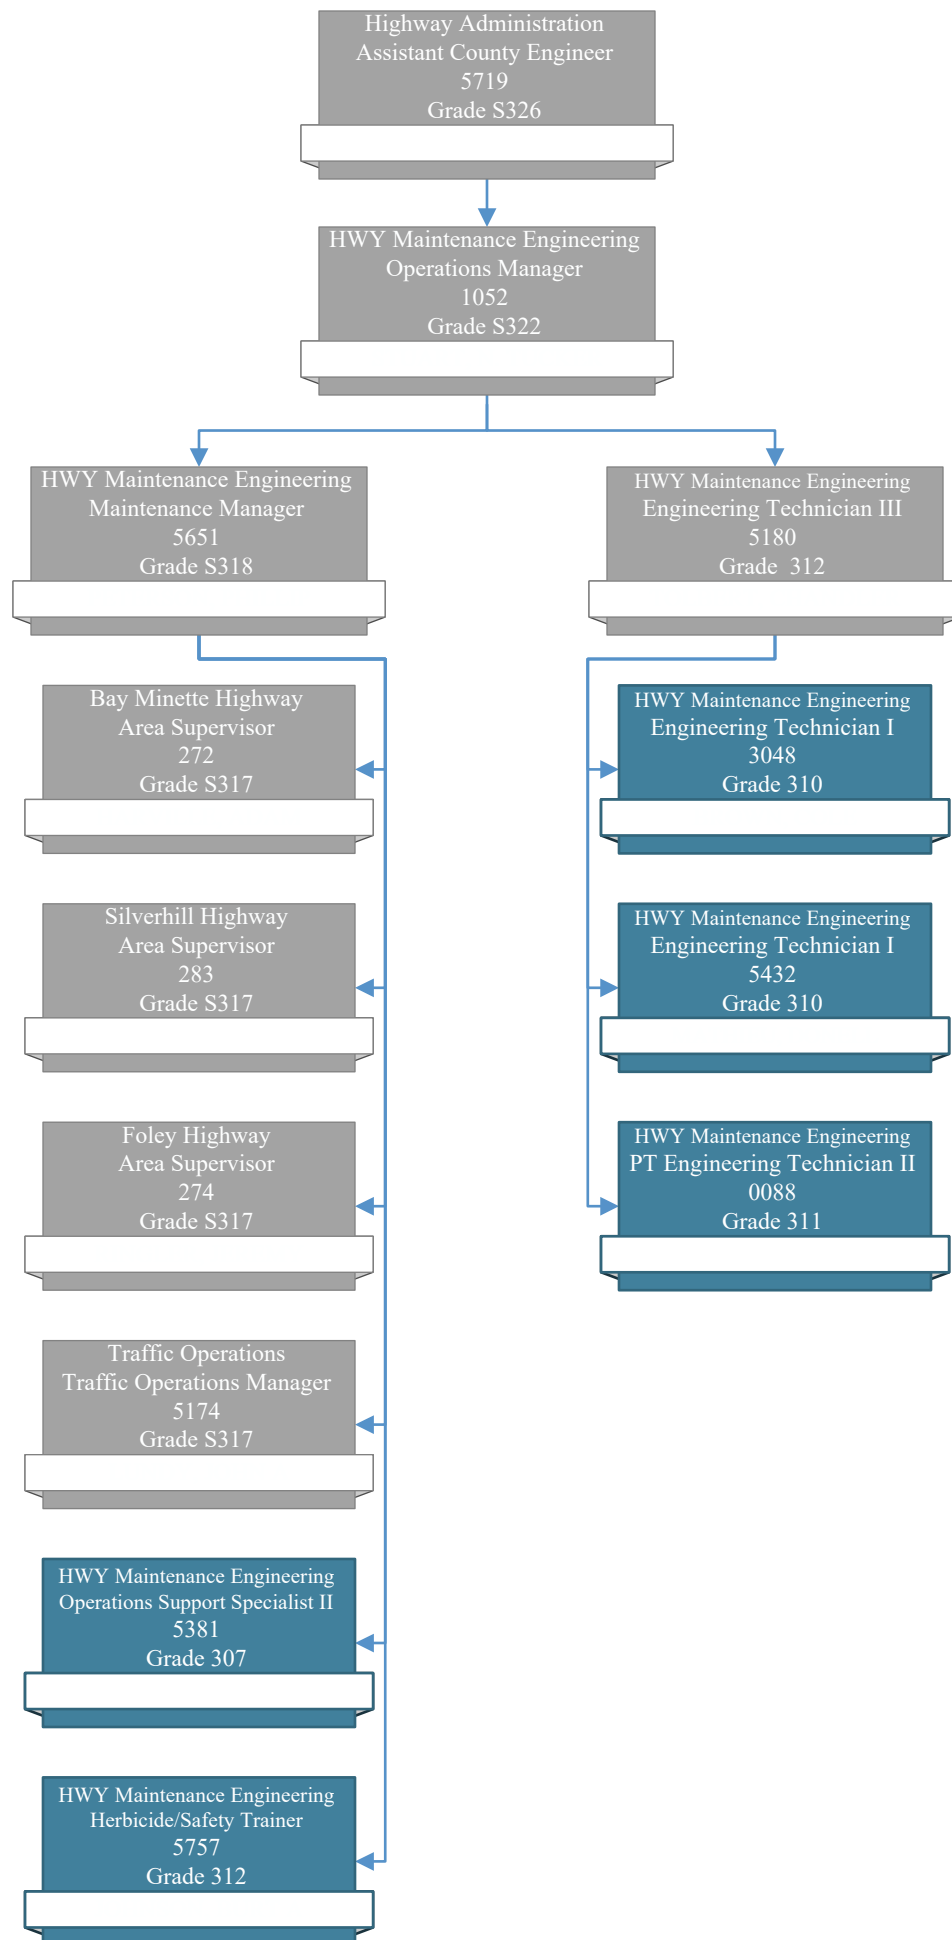 Highway Administration
Assistant County Engineer
5719
Grade S326
HWY Maintenance Engineering
Operations Manager
1052
Grade S322
HWY Maintenance Engineering
Maintenance Manager
5651
Grade S318
HWY Maintenance Engineering
Engineering Technician III
5180
Grade 312
Bay Minette Highway
Area Supervisor
272
Grade S317
Silverhill Highway
Area Supervisor
283
Grade S317
Foley Highway
Area Supervisor
274
Grade S317
Traffic Operations
Traffic Operations Manager
5174
Grade S317
HWY Maintenance Engineering
Operations Support Specialist II
5381
Grade 307
HWY Maintenance Engineering
Herbicide/Safety Trainer
5757
Grade 312
HWY Maintenance Engineering
Engineering Technician I
3048
Grade 310
HWY Maintenance Engineering
Engineering Technician I
5432
Grade 310
HWY Maintenance Engineering
PT Engineering Technician II
0088
Grade 311